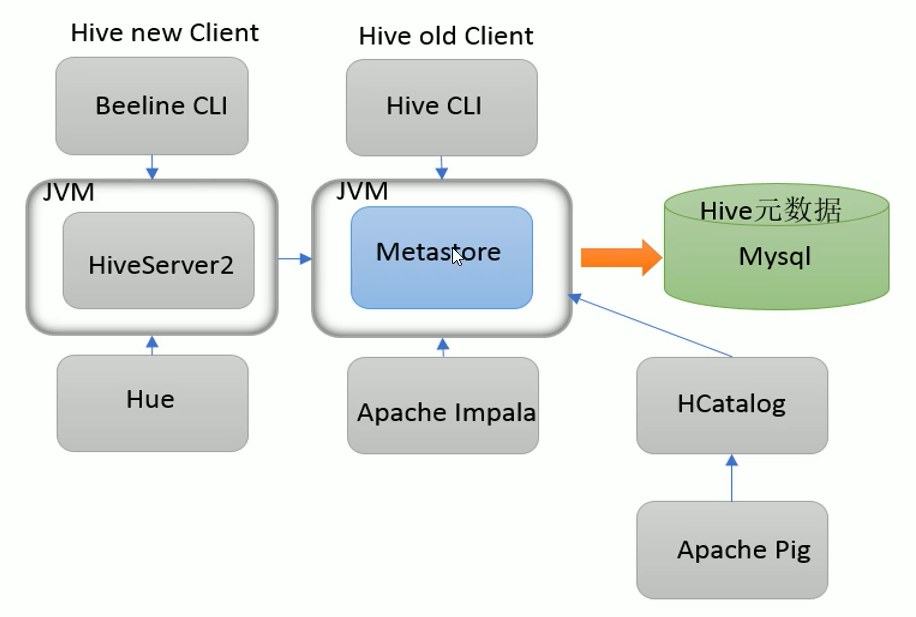 Hive new Client
Hive old Client
Beeline CLI
Hive CLI
JVM
JVM
HiveServer2
Metastore
Hive元数据
Mysql
Hue
Apache Impala
HCatalog
Apache Pig